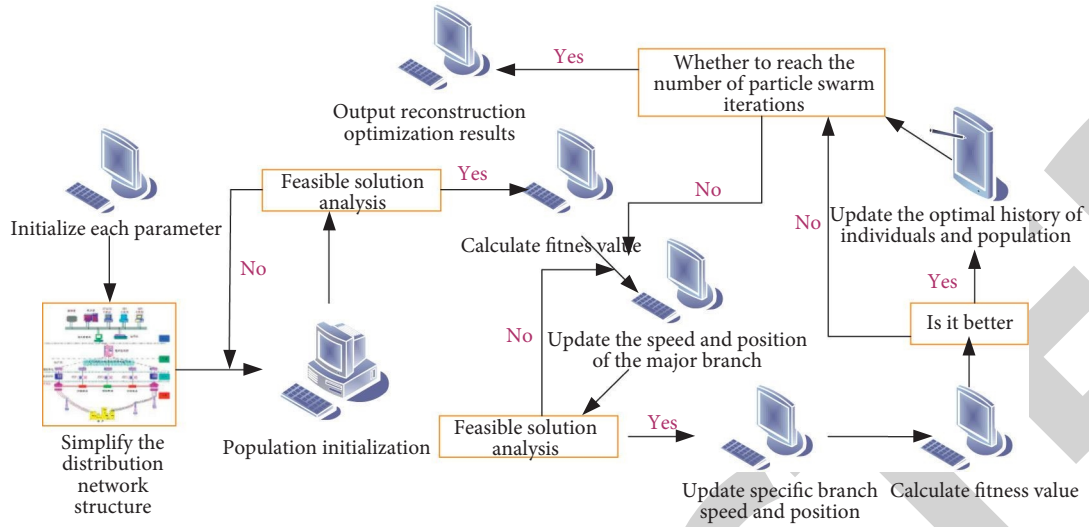 Yes
Whether to reach the
number of particle swarm
iterations
Output reconstruction
optimization results
Feasible solution
analysis
Yes
Initialize each parameter
No
No
Calculate fitnes value
No
Update the optimal history of
individuals and population
Yes
Is it better
No
Update the speed and position
of the major branch
Simplify the
distribution
network
structure
Population initialization
Feasible solution
analysis
Yes
Update specific branch
speed and position
Calculate fitness value